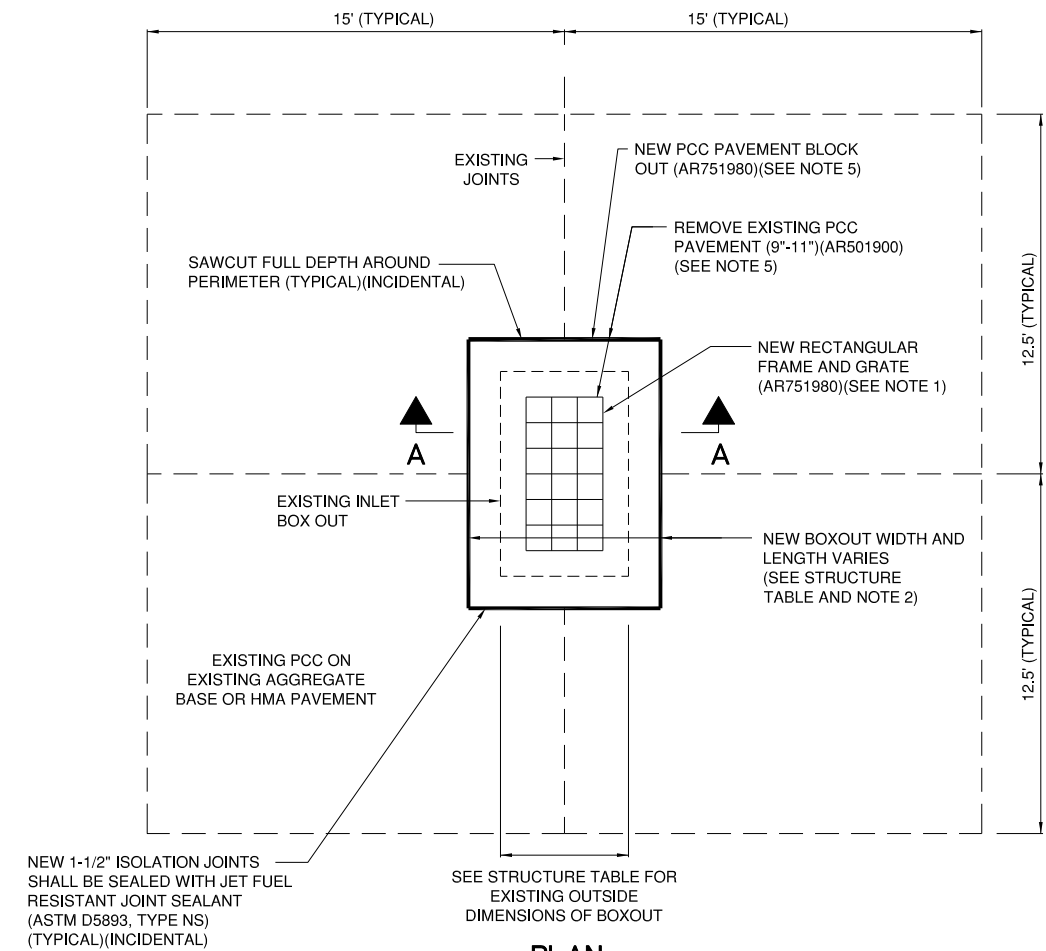 15' (TYPICAL)
15' (TYPICAL)
EXISTING
JOINTS
NEW PCC PAVEMENT BLOCK
OUT (AR751980)(SEE NOTE 5)
REMOVE EXISTING PCC
PAVEMENT (9"-11")(AR501900)
(SEE NOTE 5)
SAWCUT FULL DEPTH AROUND
PERIMETER (TYPICAL)(INCIDENTAL)
12.5' (TYPICAL)
NEW RECTANGULAR
FRAME AND GRATE
(AR751980)(SEE NOTE 1)
A
A
EXISTING INLET
BOX OUT
NEW BOXOUT WIDTH AND
LENGTH VARIES
(SEE STRUCTURE
TABLE AND NOTE 2)
12.5' (TYPICAL)
EXISTING PCC ON
EXISTING AGGREGATE
BASE OR HMA PAVEMENT
NEW 1-1/2" ISOLATION JOINTS
SHALL BE SEALED WITH JET FUEL
RESISTANT JOINT SEALANT
(ASTM D5893, TYPE NS)
(TYPICAL)(INCIDENTAL)
SEE STRUCTURE TABLE FOR
EXISTING OUTSIDE
DIMENSIONS OF BOXOUT
PLAN